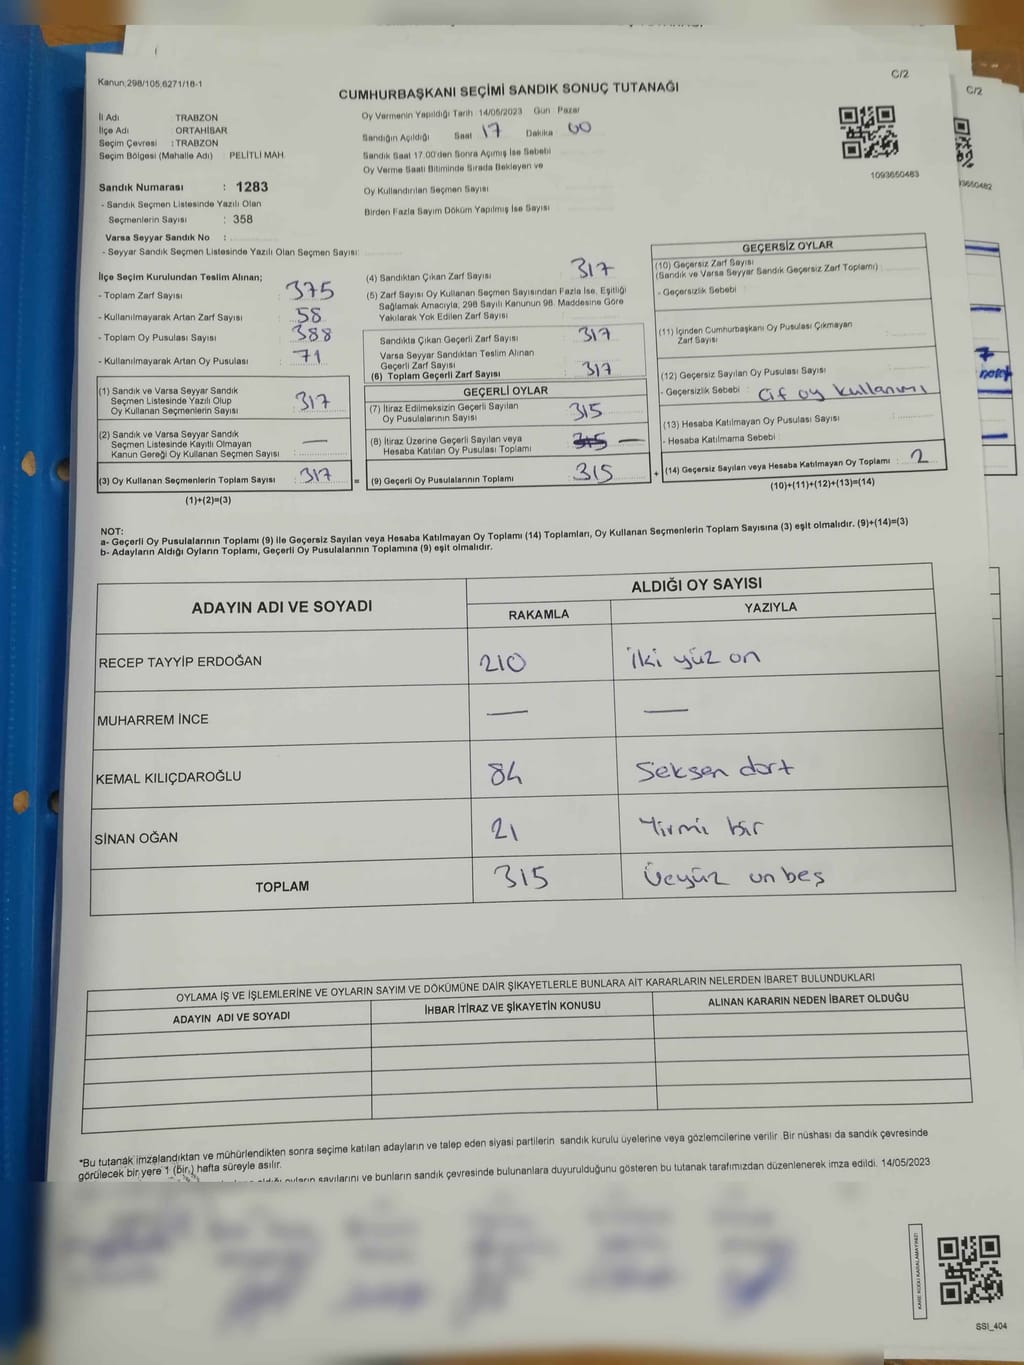 Kanun;298/105,6271/18-1
C/2
CUMHURBAŞKANI SEÇİMİ SANDIK SONUÇ TUTANAĞI
İl Adı TRABZON
İlçe Adı ORTAHİSAR
Seçim Çevresi : TRABZON
Seçim Bölgesi (Mahalle Adı) PELİTLİ MAH.
Oy Vermenin Yapıldığı Tarih 14/05/2023 Gün : Pazar
Sandığın Açıldığı Saat 17 Dakika 00
Sandık Saat 17.00'den Sonra Açımış İse Sebebi
Oy Verme Saati Bitiminde Sırada Bekleyen ve
Oy Kullandırılan Seçmen Sayısı
Birden Fazla Sayım Döküm Yapılmış İse Sayısı
1093650483
Sandık Numarası : 1283
- Sandık Seçmen Listesinde Yazılı Olan
Seçmenlerin Sayısı : 358
Varsa Seyyar Sandık No :
- Seyyar Sandık Seçmen Listesinde Yazılı Olan Seçmen Sayısı:
İlçe Seçim Kurulundan Teslim Alınan;
- Toplam Zarf Sayısı : 375
- Kullanılmayarak Artan Zarf Sayısı : 58
- Toplam Oy Pusulası Sayısı : 388
- Kullanılmayarak Artan Oy Pusulası : 71
(1) Sandık ve Varsa Seyyar Sandık
Seçmen Listesinde Yazılı Olup
Oy Kullanan Seçmenlerin Sayısı : 317
(2) Sandık ve Varsa Seyyar Sandık
Seçmen Listesinde Kayıtlı Olmayan
Kanun Gereği Oy Kullanan Seçmen Sayısı : —
(3) Oy Kullanan Seçmenlerin Toplam Sayısı : 317 =
(1)+(2)=(3)
(4) Sandıktan Çıkan Zarf Sayısı : 317
(5) Zarf Sayısı Oy Kullanan Seçmen Sayısından Fazla İse, Eşitliği
Sağlamak Amacıyla, 298 Sayılı Kanunun 98. Maddesine Göre
Yakılarak Yok Edilen Zarf Sayısı :
Sandıkta Çıkan Geçerli Zarf Sayısı : 317
Varsa Seyyar Sandıktan Teslim Alınan
Geçerli Zarf Sayısı :
(6) Toplam Geçerli Zarf Sayısı : 317
GEÇERLİ OYLAR
(7) İtiraz Edilmeksizin Geçerli Sayılan
Oy Pusulalarının Sayısı : 315
(8) İtiraz Üzerine Geçerli Sayılan veya
Hesaba Katılan Oy Pusulası Toplamı : 315 —
(9) Geçerli Oy Pusulalarının Toplamı : 315 +
GEÇERSİZ OYLAR
(10) Geçersiz Zarf Sayısı
(Sandık ve Varsa Seyyar Sandık Geçersiz Zarf Toplamı) :
- Geçersizlik Sebebi :
(11) İçinden Cumhurbaşkanı Oy Pusulası Çıkmayan
Zarf Sayısı :
(12) Geçersiz Sayılan Oy Pusulası Sayısı :
- Geçersizlik Sebebi : Çif oy kullanımı
(13) Hesaba Katılmayan Oy Pusulası Sayısı :
- Hesaba Katılmama Sebebi :
(14) Geçersiz Sayılan veya Hesaba Katılmayan Oy Toplamı : 2
(10)+(11)+(12)+(13)=(14)
NOT:
a- Geçerli Oy Pusulalarının Toplamı (9) ile Geçersiz Sayılan veya Hesaba Katılmayan Oy Toplamı (14) Toplamları, Oy Kullanan Seçmenlerin Toplam Sayısına (3) eşit olmalıdır. (9)+(14)=(3)
b- Adayların Aldığı Oyların Toplamı, Geçerli Oy Pusulalarının Toplamına (9) eşit olmalıdır.
ADAYIN ADI VE SOYADI
ALDIĞI OY SAYISI
RAKAMLA YAZIYLA
RECEP TAYYİP ERDOĞAN 210 İki yüz on
MUHARREM İNCE — —
KEMAL KILIÇDAROĞLU 84 Seksen dört
SİNAN OĞAN 21 Yirmi bir
TOPLAM 315 Üçyüz on beş
OYLAMA İŞ VE İŞLEMLERİNE VE OYLARIN SAYIM VE DÖKÜMÜNE DAİR ŞİKAYETLERLE BUNLARA AİT KARARLARIN NELERDEN İBARET BULUNDUKLARI
ADAYIN ADI VE SOYADI İHBAR İTİRAZ VE ŞİKAYETİN KONUSU ALINAN KARARIN NEDEN İBARET OLDUĞU
*Bu tutanak imzalandıktan ve mühürlendikten sonra seçime katılan adayların ve talep eden siyasi partilerin sandık kurulu üyelerine veya gözlemcilerine verilir. Bir nüshası da sandık çevresinde
görülecek bir yere 1 (bir) hafta süreyle asılır.
oyların sayılarını ve bunların sandık çevresinde bulunanlara duyurulduğunu gösteren bu tutanak tarafımızdan düzenlenerek imza edildi. 14/05/2023
KARE KODU KARALAMAYINIZ!
SSI_404
C/2